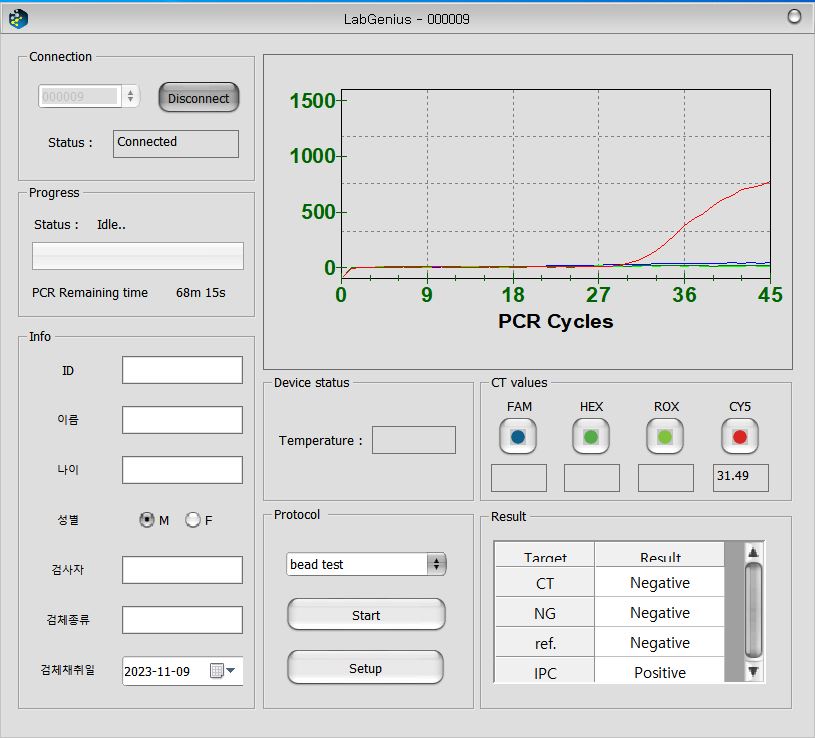 LabGenius - 000009
Connection
000009
Disconnect
Status :
Connected
Progress
Status :
Idle..
PCR Remaining time
68m 15s
Info
ID
이름
나이
성별
M
F
검사자
검체종류
검체채취일
2023-11-09
1500
1000
500
0
0
9
18
27
36
45
PCR Cycles
Device status
Temperature :
CT values
FAM
HEX
ROX
CY5
31.49
Protocol
bead test
Start
Setup
Result
Target
Result
CT
Negative
NG
Negative
ref.
Negative
IPC
Positive